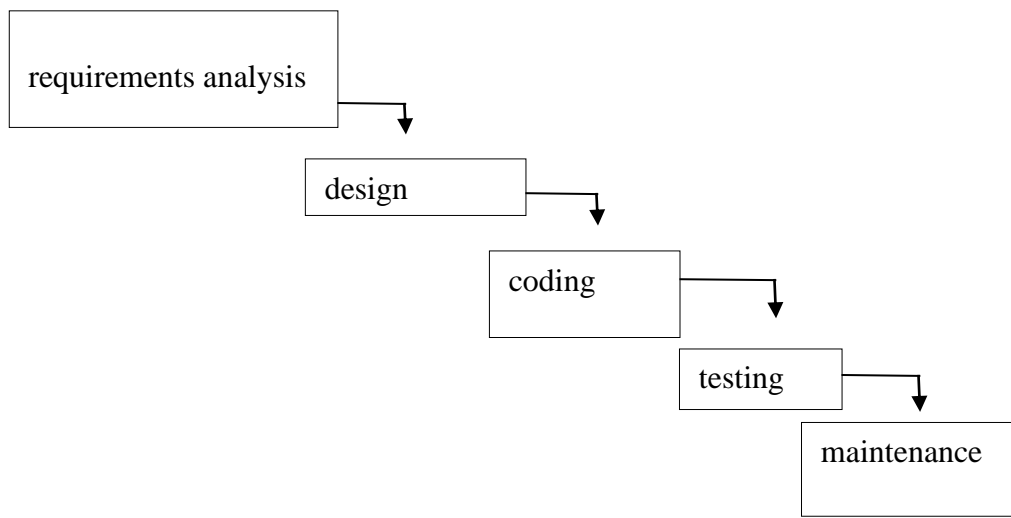 requirements analysis
design
coding
testing
maintenance